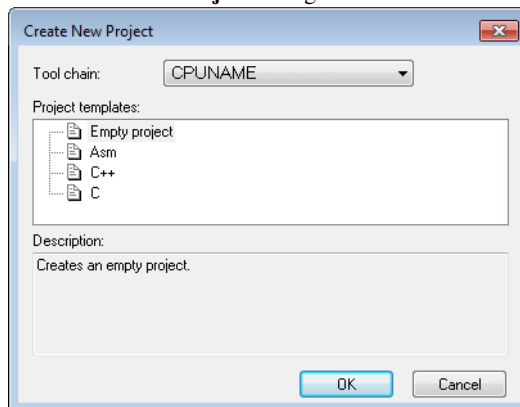 Create New Project
Tool chain: CPUNAME
Project templates:
Empty project
Asm
C++
C
Description:
Creates an empty project.
OK Cancel